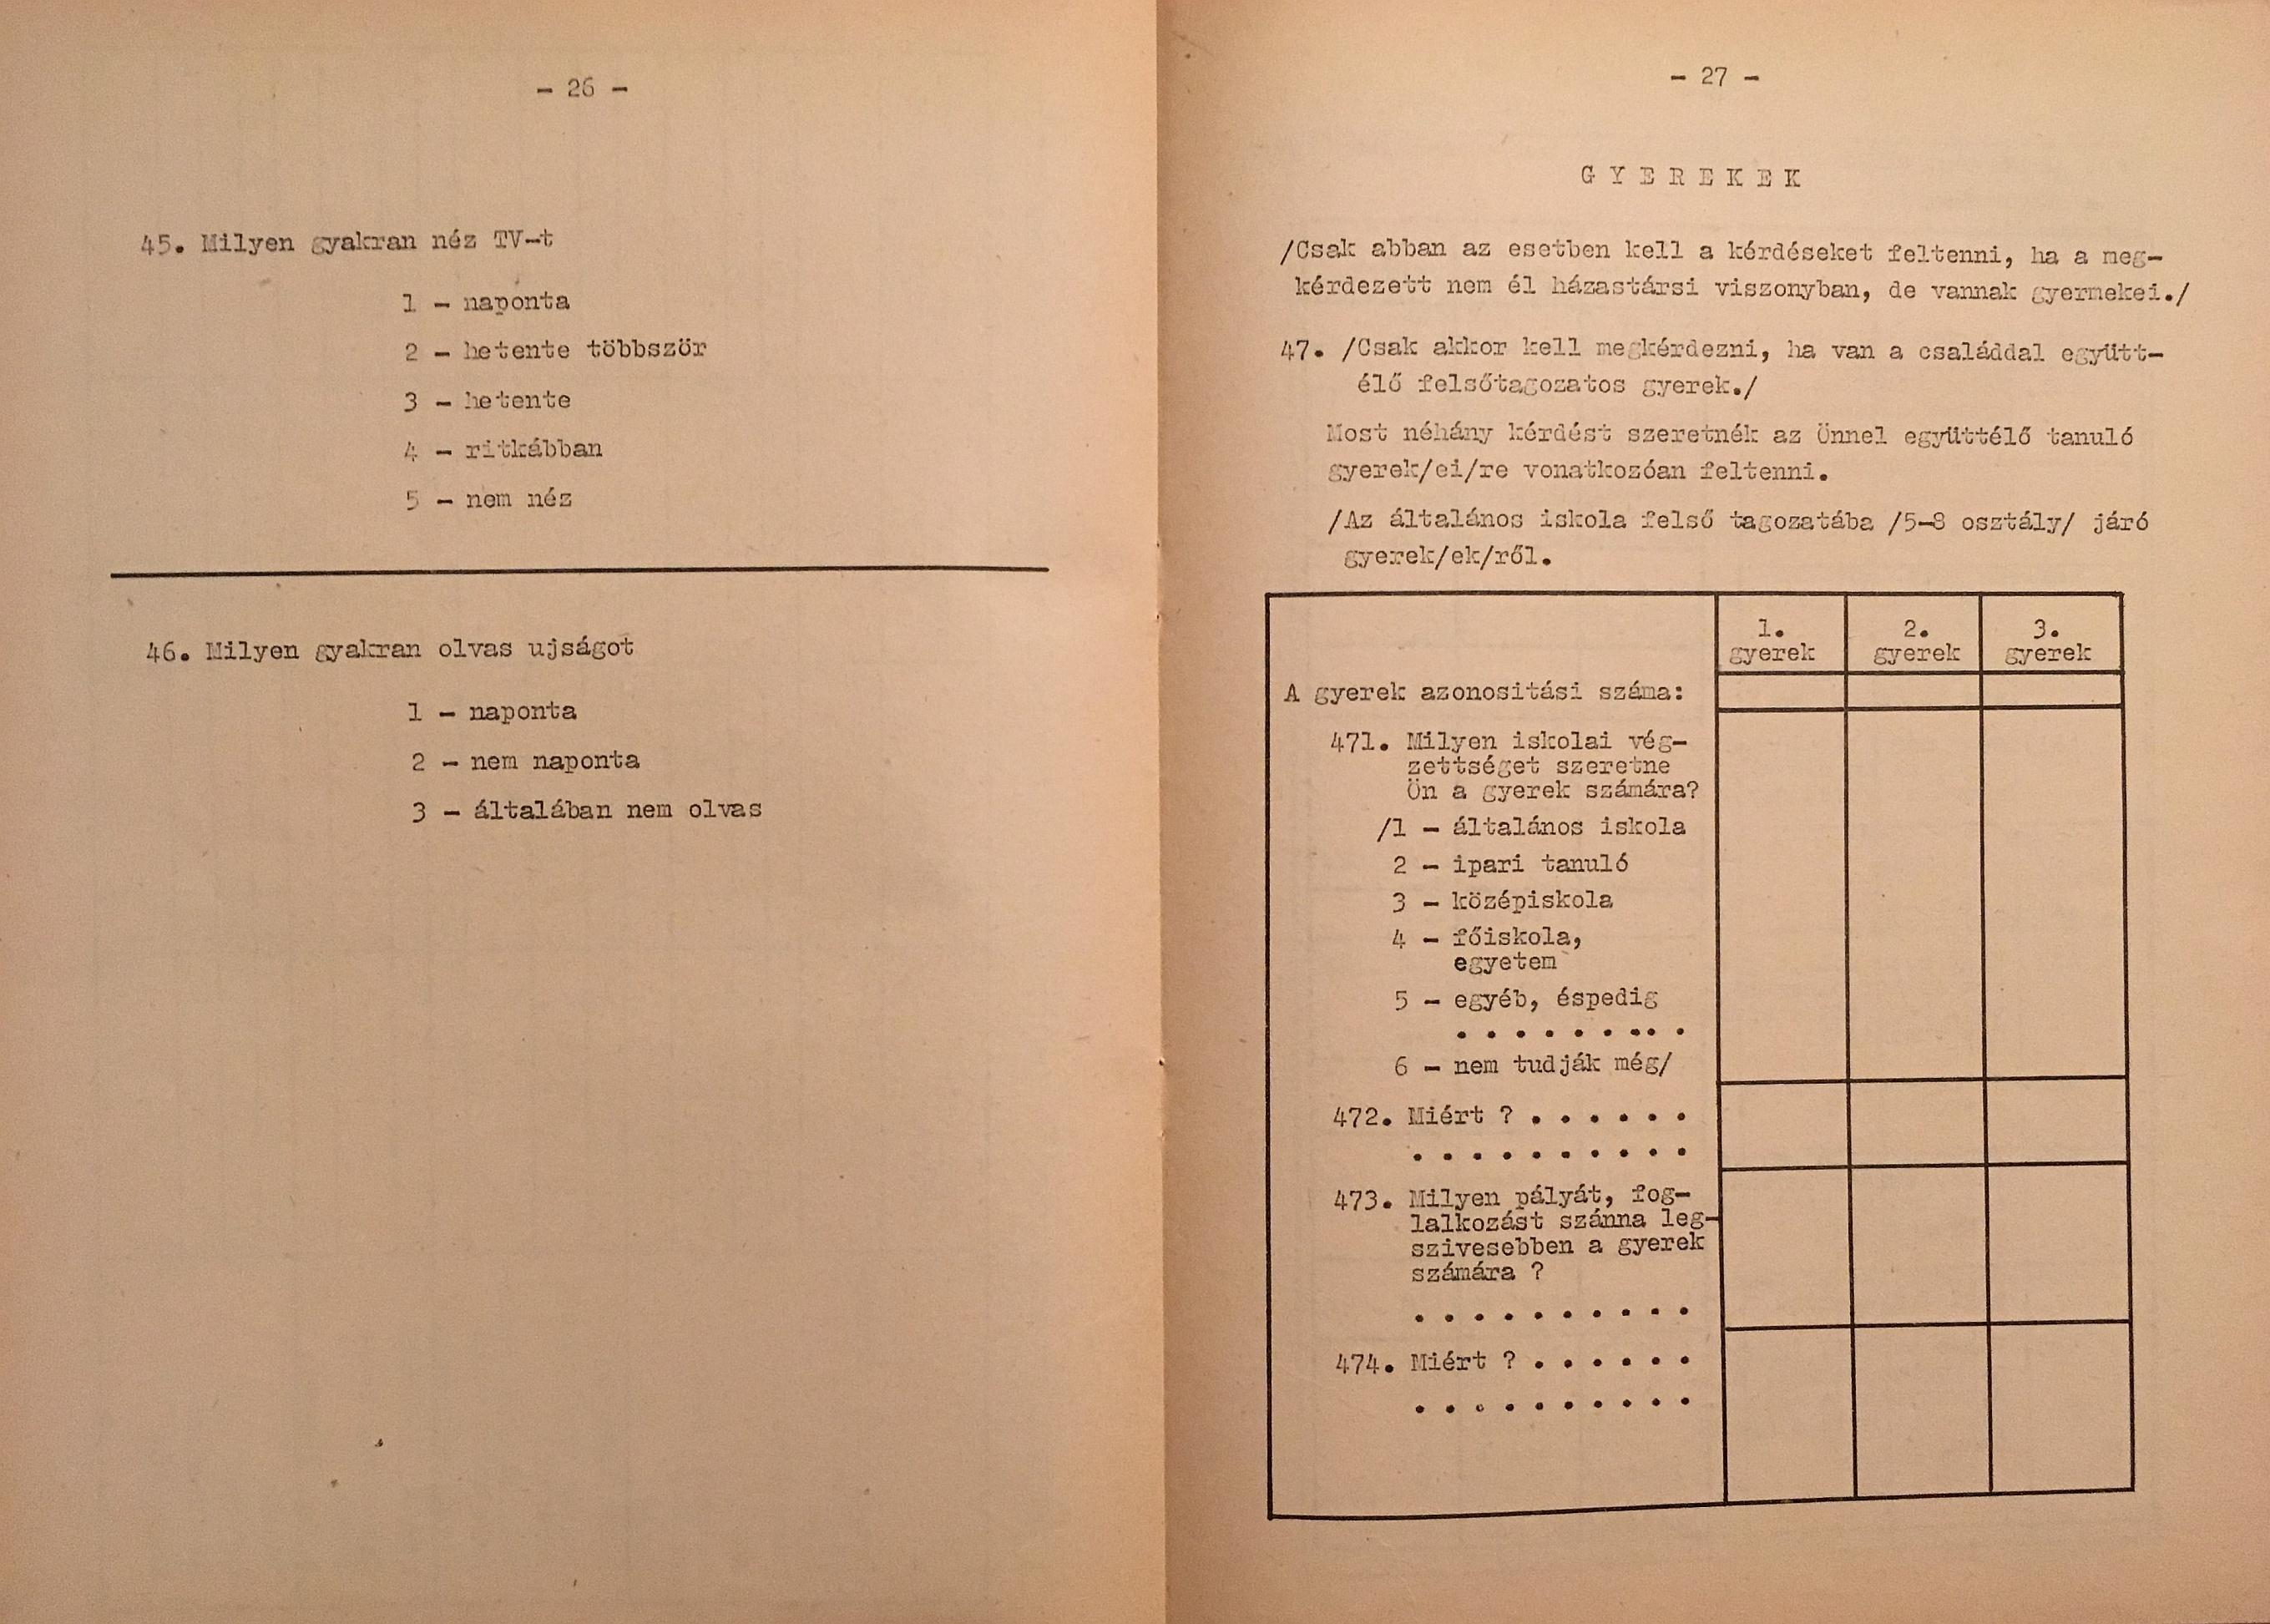 - 26 -
45. Milyen gyakran néz TV-t
1 - naponta
2 - hetente többször
3 - hetente
4 - ritkábban
5 - nem néz
46. Milyen gyakran olvas ujságot
1 - naponta
2 - nem naponta
3 - általában nem olvas
- 27 -
G Y E R E K E K
/Csak abban az esetben kell a kérdéseket feltenni, ha a meg-
kérdezett nem él házastársi viszonyban, de vannak gyermekei./
47. /Csak akkor kell megkérdezni, ha van a családdal együtt-
élő felsőtagozatos gyerek./
Most néhány kérdést szeretnék az Önnel együttélő tanuló
gyerek/ei/re vonatkozóan feltenni.
/Az általános iskola felső tagozatába /5-8 osztály/ járó
gyerek/ek/ről.
1. 2. 3.
gyerek gyerek gyerek
A gyerek azonositási száma:
471. Milyen iskolai vég-
zettséget szeretne
Ön a gyerek számára?
/1 - általános iskola
2 - ipari tanuló
3 - középiskola
4 - főiskola,
egyetem
5 - egyéb, éspedig
. . . . . . . . .
6 - nem tudják még/
472. Miért ? . . . . . .
. . . . . . . . . .
473. Milyen pályát, fog-
lalkozást szánna leg-
szivesebben a gyerek
számára ?
. . . . . . . . . .
474. Miért ? . . . . . .
. . . . . . . . . .